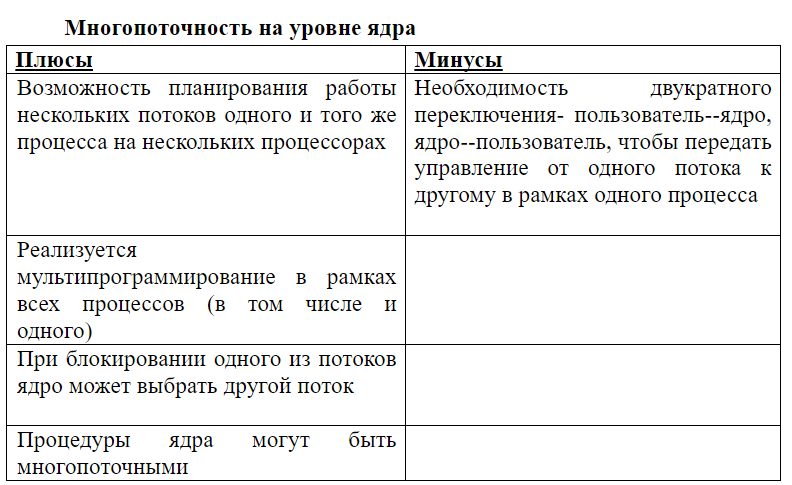 Многопоточность на уровне ядра
Плюсы
Минусы
Возможность планирования работы
нескольких потоков одного и того же
процесса на нескольких процессорах
Необходимость двукратного
переключения- пользователь--ядро,
ядро--пользователь, чтобы передать
управление от одного потока к
другому в рамках одного процесса
Реализуется
мультипрограммирование в рамках
всех процессов (в том числе и
одного)
При блокировании одного из потоков
ядро может выбрать другой поток
Процедуры ядра могут быть
многопоточными